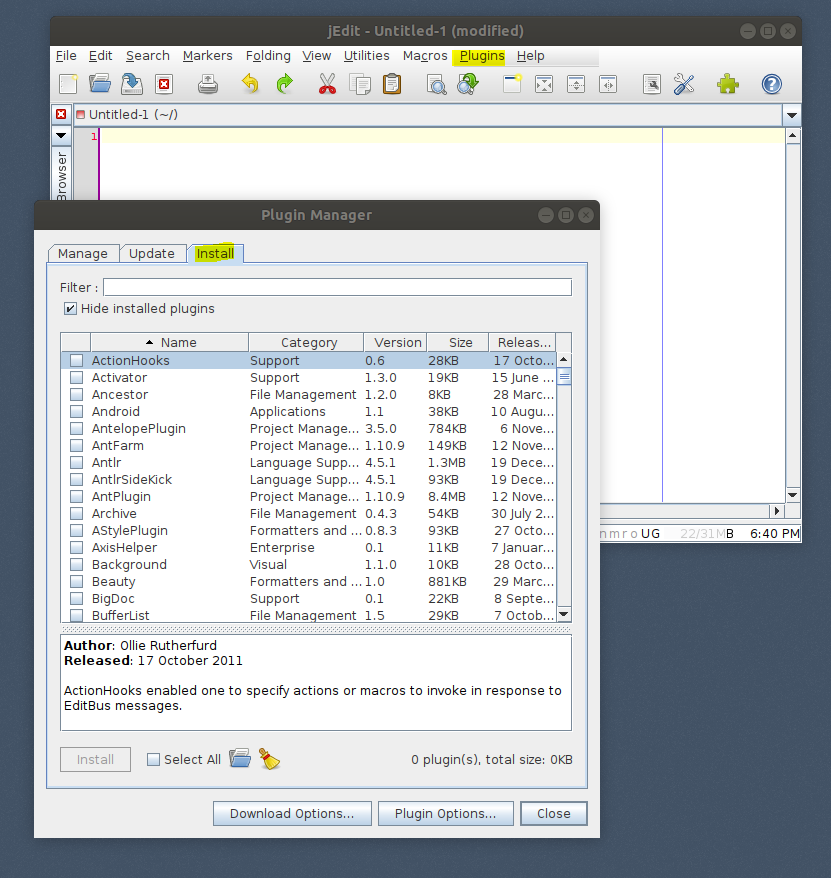 jEdit - Untitled-1 (modified)
File Edit Search Markers Folding View Utilities Macros Plugins Help
Untitled-1 (~/)
1
Browser
Plugin Manager
Manage Update Install
Filter :
Hide installed plugins
Name Category Version Size Releas...
ActionHooks Support 0.6 28KB 17 Octo...
Activator Support 1.3.0 19KB 15 June ...
Ancestor File Management 1.2.0 8KB 28 Marc...
Android Applications 1.1 38KB 10 Augu...
AntelopePlugin Project Manage... 3.5.0 784KB 6 Nove...
AntFarm Project Manage... 1.10.9 149KB 12 Nove...
Antlr Language Supp... 4.5.1 1.3MB 19 Dece...
AntlrSideKick Language Supp... 4.5.1 93KB 19 Dece...
AntPlugin Project Manage... 1.10.9 8.4MB 12 Nove...
Archive File Management 0.4.3 54KB 30 July 2...
AStylePlugin Formatters and ... 0.8.3 93KB 27 Octo...
AxisHelper Enterprise 0.1 11KB 7 Januar...
Background Visual 1.1.0 10KB 28 Octo...
Beauty Formatters and ... 1.0 881KB 29 Marc...
BigDoc Support 0.1 22KB 8 Septe...
BufferList File Management 1.5 29KB 7 Octob...
n m r o U G 22/31MB 6:40 PM
Author: Ollie Rutherfurd
Released: 17 October 2011
ActionHooks enabled one to specify actions or macros to invoke in response to
EditBus messages.
Install Select All 0 plugin(s), total size: 0KB
Download Options... Plugin Options... Close